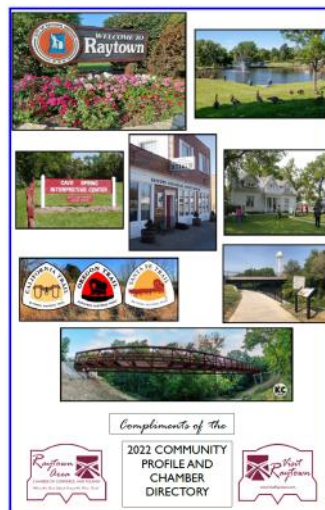 WELCOME TO
Raytown
CAVE SPRING
INTERPRETIVE CENTER
CALIFORNIA TRAIL
OREGON TRAIL
SANTA FE TRAIL
KC
Compliments of the
2022 COMMUNITY
PROFILE AND
CHAMBER
DIRECTORY
Raytown
Area
CHAMBER OF COMMERCE AND TOURISM
Visit
Raytown